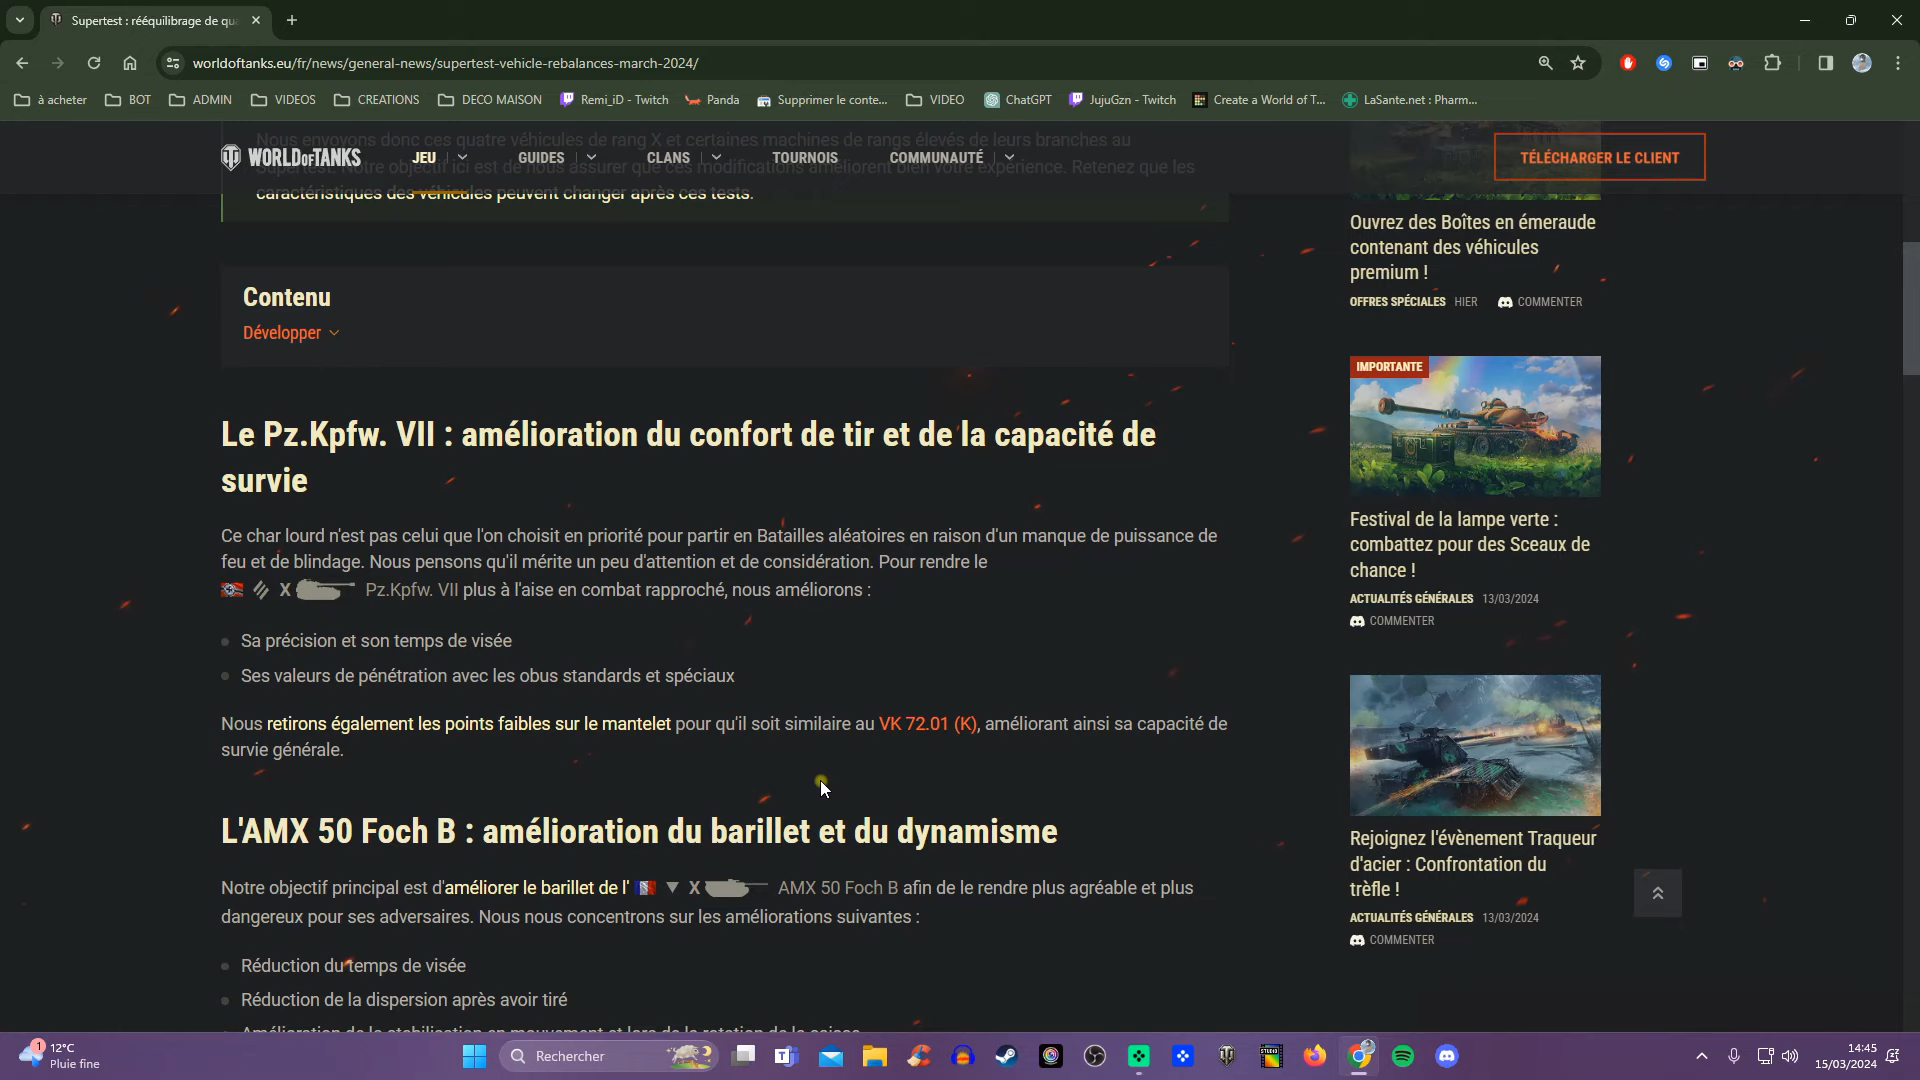 Supertest : rééquilibrage de qua
worldoftanks.eu/fr/news/general-news/supertest-vehicle-rebalances-march-2024/
à acheter
BOT
ADMIN
VIDEOS
CREATIONS
DECO MAISON
Remi_iD - Twitch
Panda
Supprimer le conte...
VIDEO
ChatGPT
JujuGzn - Twitch
Create a World of T...
LaSante.net : Pharm...
Nous envoyons donc ces quatre véhicules de rang X et certaines machines de rangs élevés de leurs branches au
Supertest. Notre objectif ici est de nous assurer que ces modifications améliorent bien votre expérience. Retenez que les
caractéristiques des véhicules peuvent changer après ces tests.
WORLD OF TANKS
JEU
GUIDES
CLANS
TOURNOIS
COMMUNAUTÉ
TÉLÉCHARGER LE CLIENT
Contenu
Développer
Le Pz.Kpfw. VII : amélioration du confort de tir et de la capacité de
survie
Ce char lourd n'est pas celui que l'on choisit en priorité pour partir en Batailles aléatoires en raison d'un manque de puissance de
feu et de blindage. Nous pensons qu'il mérite un peu d'attention et de considération. Pour rendre le
X Pz.Kpfw. VII plus à l'aise en combat rapproché, nous améliorons :
Sa précision et son temps de visée
Ses valeurs de pénétration avec les obus standards et spéciaux
Nous retirons également les points faibles sur le mantelet pour qu'il soit similaire au VK 72.01 (K), améliorant ainsi sa capacité de
survie générale.
L'AMX 50 Foch B : amélioration du barillet et du dynamisme
Notre objectif principal est d'améliorer le barillet de l' X AMX 50 Foch B afin de le rendre plus agréable et plus
dangereux pour ses adversaires. Nous nous concentrons sur les améliorations suivantes :
Réduction du temps de visée
Réduction de la dispersion après avoir tiré
Amélioration de la stabilisation en mouvement et lors de la rotation de la caisse
Ouvrez des Boîtes en émeraude
contenant des véhicules
premium !
OFFRES SPÉCIALES HIER COMMENTER
IMPORTANTE
Festival de la lampe verte :
combattez pour des Sceaux de
chance !
ACTUALITÉS GÉNÉRALES 13/03/2024
COMMENTER
Rejoignez l'évènement Traqueur
d'acier : Confrontation du
trèfle !
ACTUALITÉS GÉNÉRALES 13/03/2024
COMMENTER
1
12°C
Pluie fine
Rechercher
STUDIO
14:45
15/03/2024